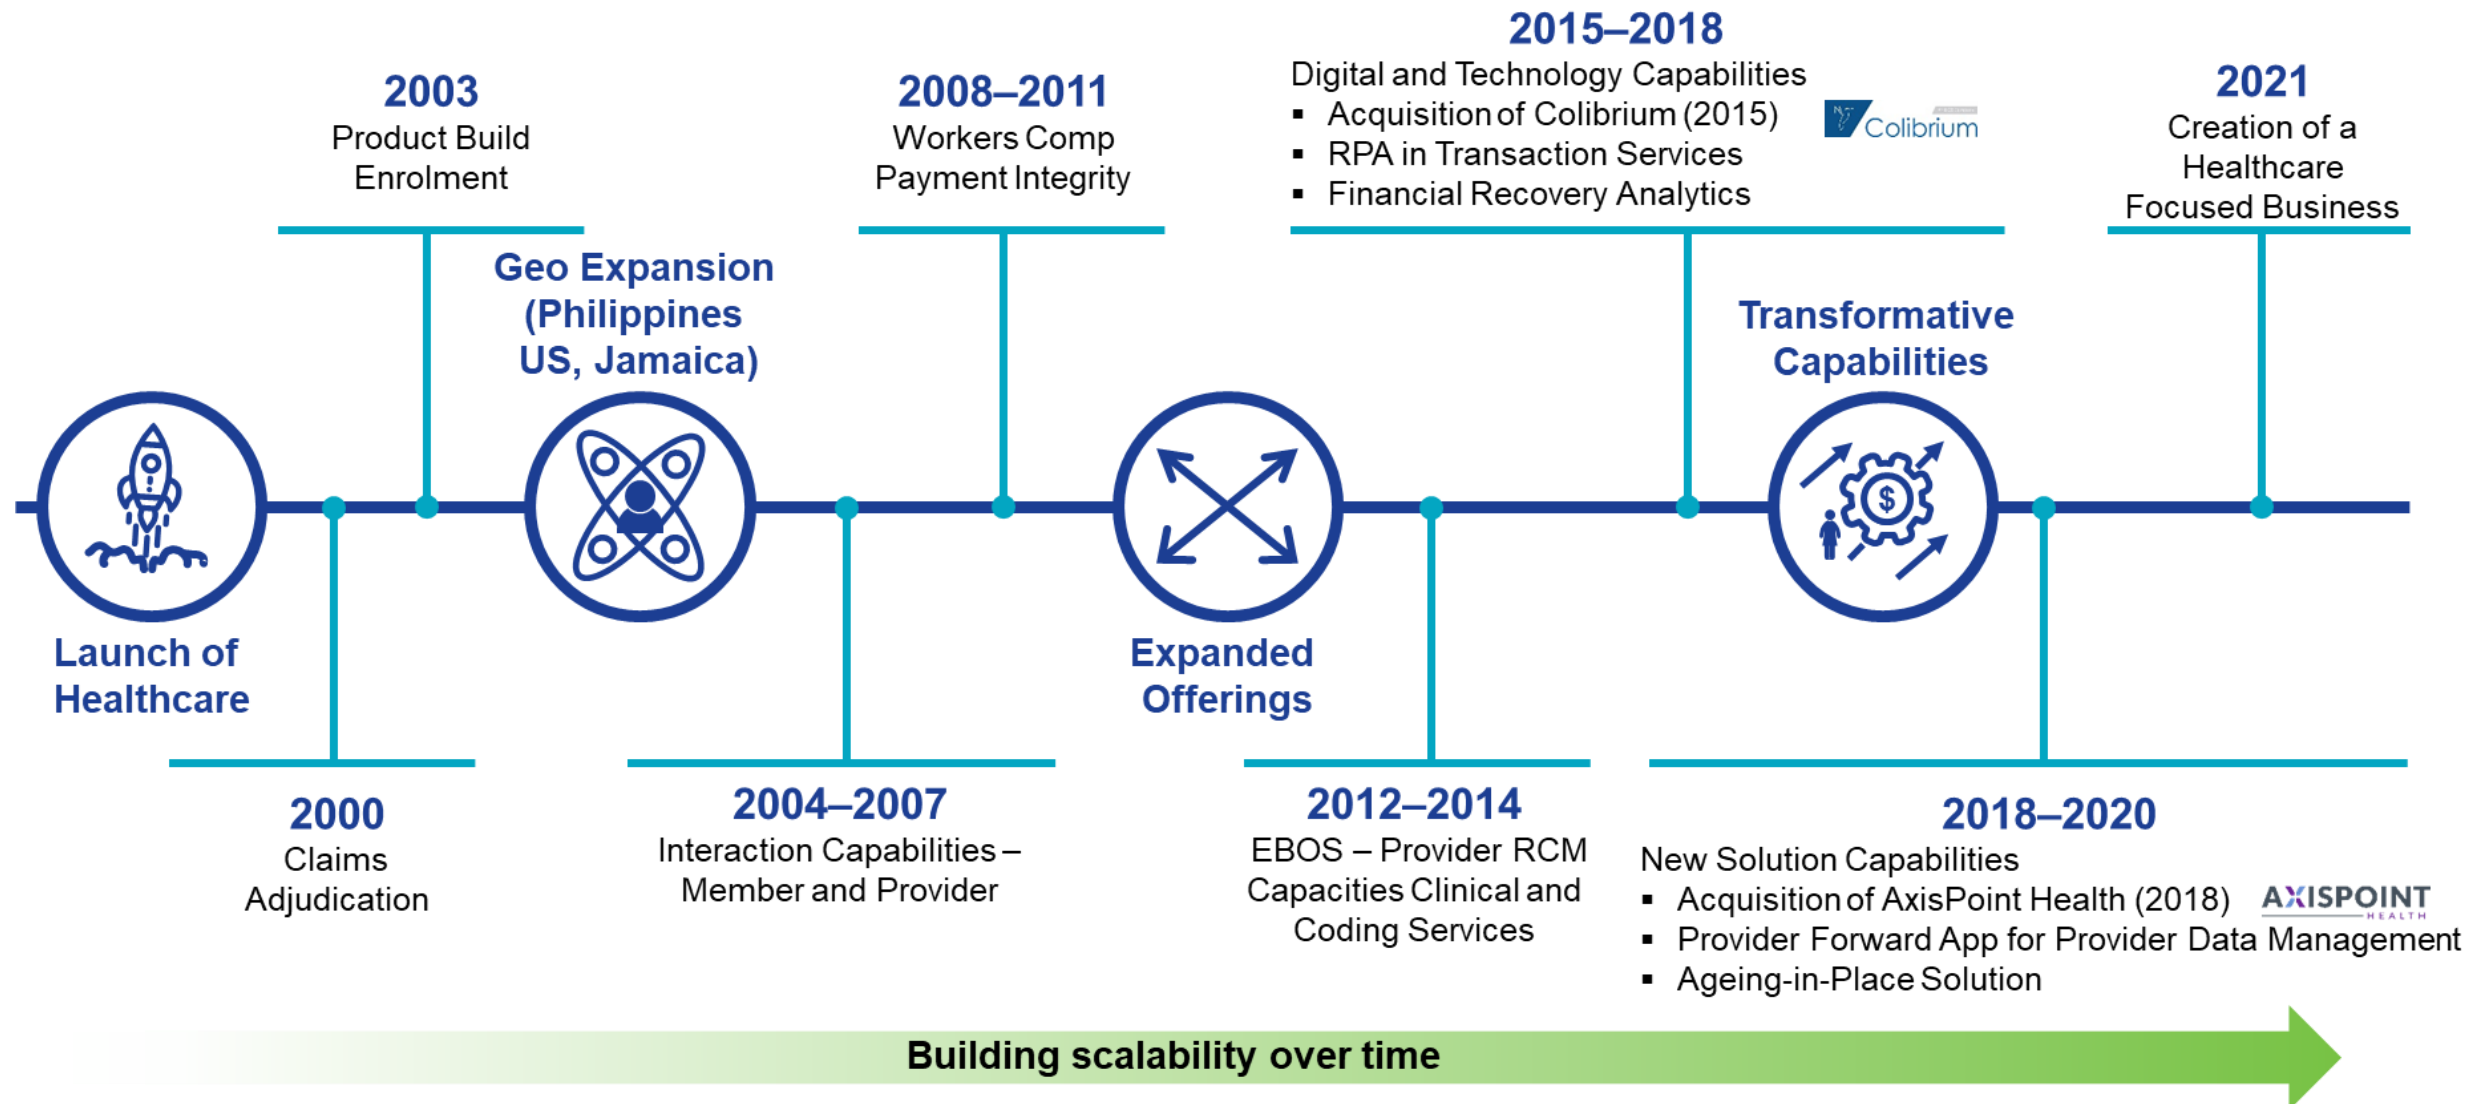 2003
Product Build
Enrolment
2008–2011
Workers Comp
Payment Integrity
2015–2018
Digital and Technology Capabilities
▪ Acquisition of Colibrium (2015)
▪ RPA in Transaction Services
▪ Financial Recovery Analytics
Colibrium
2021
Creation of a
Healthcare
Focused Business
Geo Expansion
(Philippines
US, Jamaica)
Transformative
Capabilities
$
Launch of
Healthcare
Expanded
Offerings
2000
Claims
Adjudication
2004–2007
Interaction Capabilities –
Member and Provider
2012–2014
EBOS – Provider RCM
Capacities Clinical and
Coding Services
2018–2020
New Solution Capabilities
▪ Acquisition of AxisPoint Health (2018)
▪ Provider Forward App for Provider Data Management
▪ Ageing-in-Place Solution
AXISPOINT
HEALTH
Building scalability over time